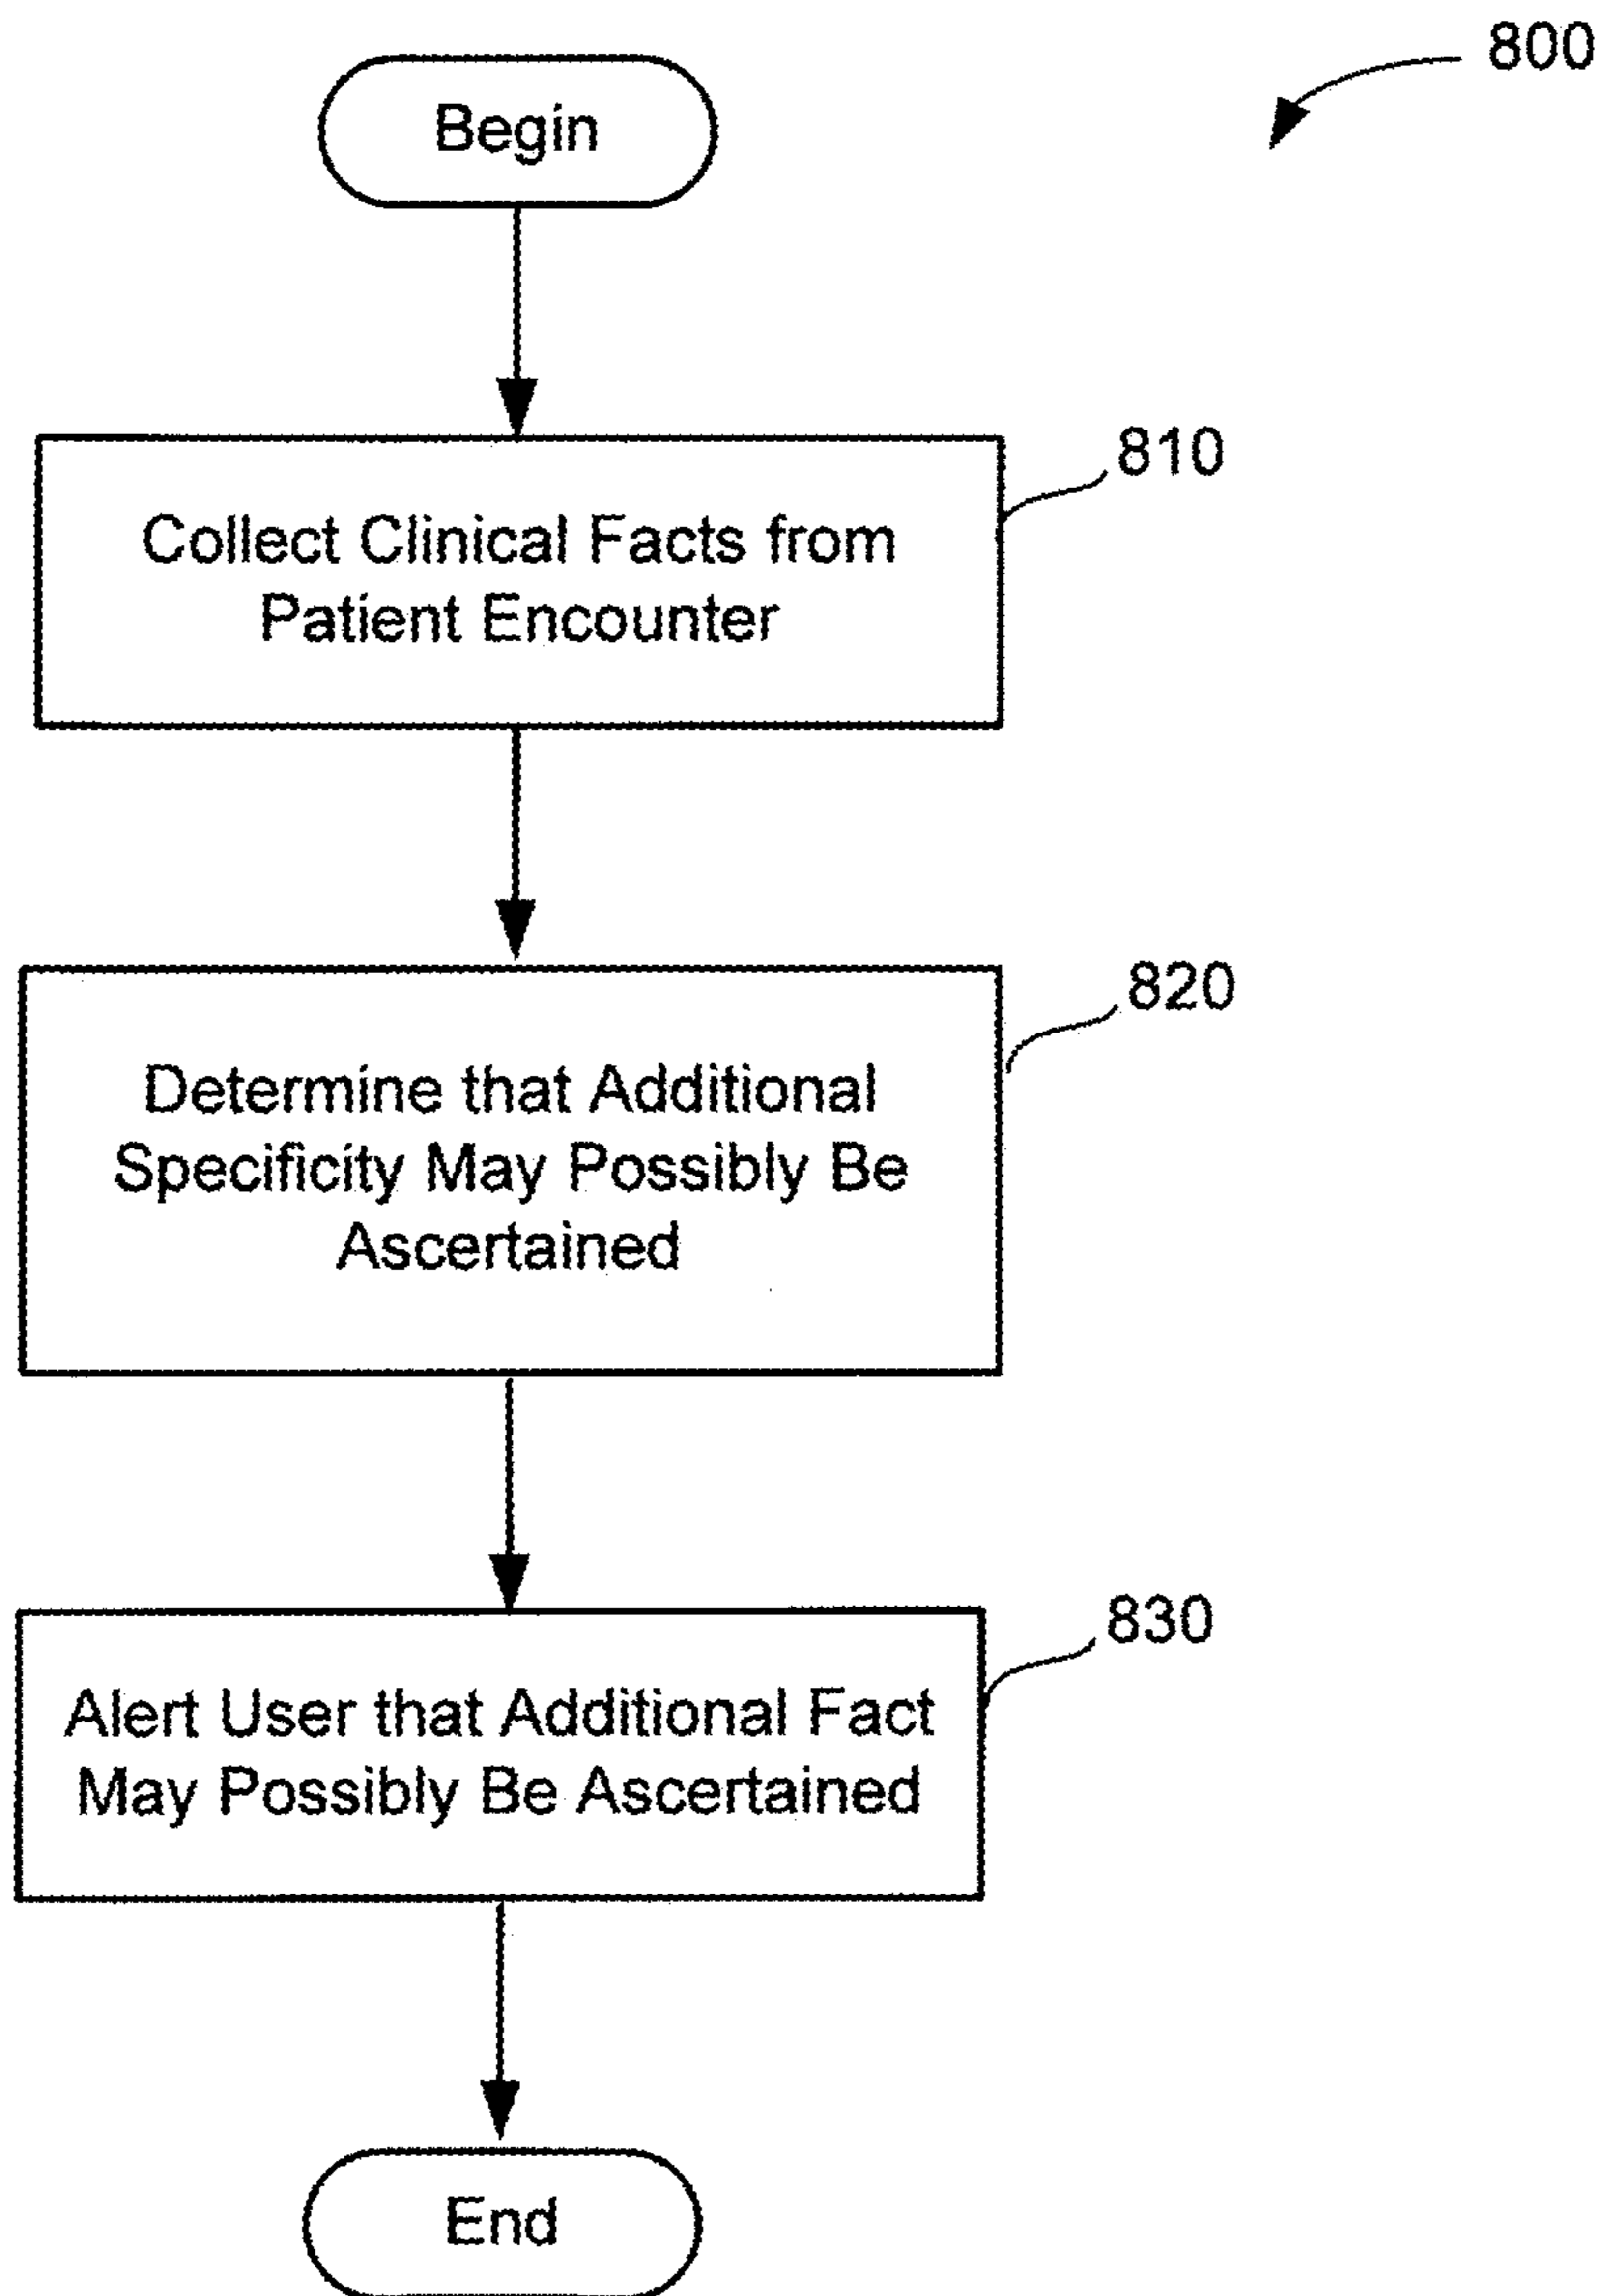 800
Begin
810
Collect Clinical Facts from
Patient Encounter
820
Determine that Additional
Specificity May Possibly Be
Ascertained
830
Alert User that Additional Fact
May Possibly Be Ascertained
End